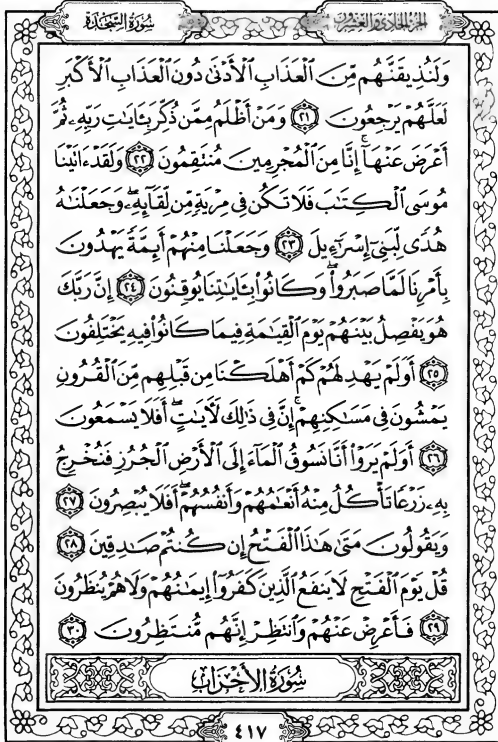 سُورَةُ السَّجْدَةِ
الجزء الحادي والعشرون
وَلَنُذِيقَنَّهُم مِّنَ ٱلْعَذَابِ ٱلْأَدْنَىٰ دُونَ ٱلْعَذَابِ ٱلْأَكْبَرِ
لَعَلَّهُمْ يَرْجِعُونَ ٢١ وَمَنْ أَظْلَمُ مِمَّن ذُكِّرَ بِـَٔايَٰتِ رَبِّهِۦ ثُمَّ
أَعْرَضَ عَنْهَآ ۚ إِنَّا مِنَ ٱلْمُجْرِمِينَ مُنتَقِمُونَ ٢٢ وَلَقَدْ ءَاتَيْنَا
مُوسَى ٱلْكِتَٰبَ فَلَا تَكُن فِى مِرْيَةٍ مِّن لِّقَآئِهِۦ ۖ وَجَعَلْنَٰهُ
هُدًى لِّبَنِىٓ إِسْرَٰٓءِيلَ ٢٣ وَجَعَلْنَا مِنْهُمْ أَئِمَّةً يَهْدُونَ
بِأَمْرِنَا لَمَّا صَبَرُوا۟ ۖ وَكَانُوا۟ بِـَٔايَٰتِنَا يُوقِنُونَ ٢٤ إِنَّ رَبَّكَ
هُوَ يَفْصِلُ بَيْنَهُمْ يَوْمَ ٱلْقِيَٰمَةِ فِيمَا كَانُوا۟ فِيهِ يَخْتَلِفُونَ
٢٥ أَوَلَمْ يَهْدِ لَهُمْ كَمْ أَهْلَكْنَا مِن قَبْلِهِم مِّنَ ٱلْقُرُونِ
يَمْشُونَ فِى مَسَٰكِنِهِمْ ۚ إِنَّ فِى ذَٰلِكَ لَـَٔايَٰتٍ ۖ أَفَلَا يَسْمَعُونَ
٢٦ أَوَلَمْ يَرَوْا۟ أَنَّا نَسُوقُ ٱلْمَآءَ إِلَى ٱلْأَرْضِ ٱلْجُرُزِ فَنُخْرِجُ
بِهِۦ زَرْعًا تَأْكُلُ مِنْهُ أَنْعَٰمُهُمْ وَأَنفُسُهُمْ ۖ أَفَلَا يُبْصِرُونَ ٢٧
وَيَقُولُونَ مَتَىٰ هَٰذَا ٱلْفَتْحُ إِن كُنتُمْ صَٰدِقِينَ ٢٨
قُلْ يَوْمَ ٱلْفَتْحِ لَا يَنفَعُ ٱلَّذِينَ كَفَرُوٓا۟ إِيمَٰنُهُمْ وَلَا هُمْ يُنظَرُونَ
٢٩ فَأَعْرِضْ عَنْهُمْ وَٱنتَظِرْ إِنَّهُم مُّنتَظِرُونَ ٣٠
سُورَةُ الأَحْزَابِ
٤١٧